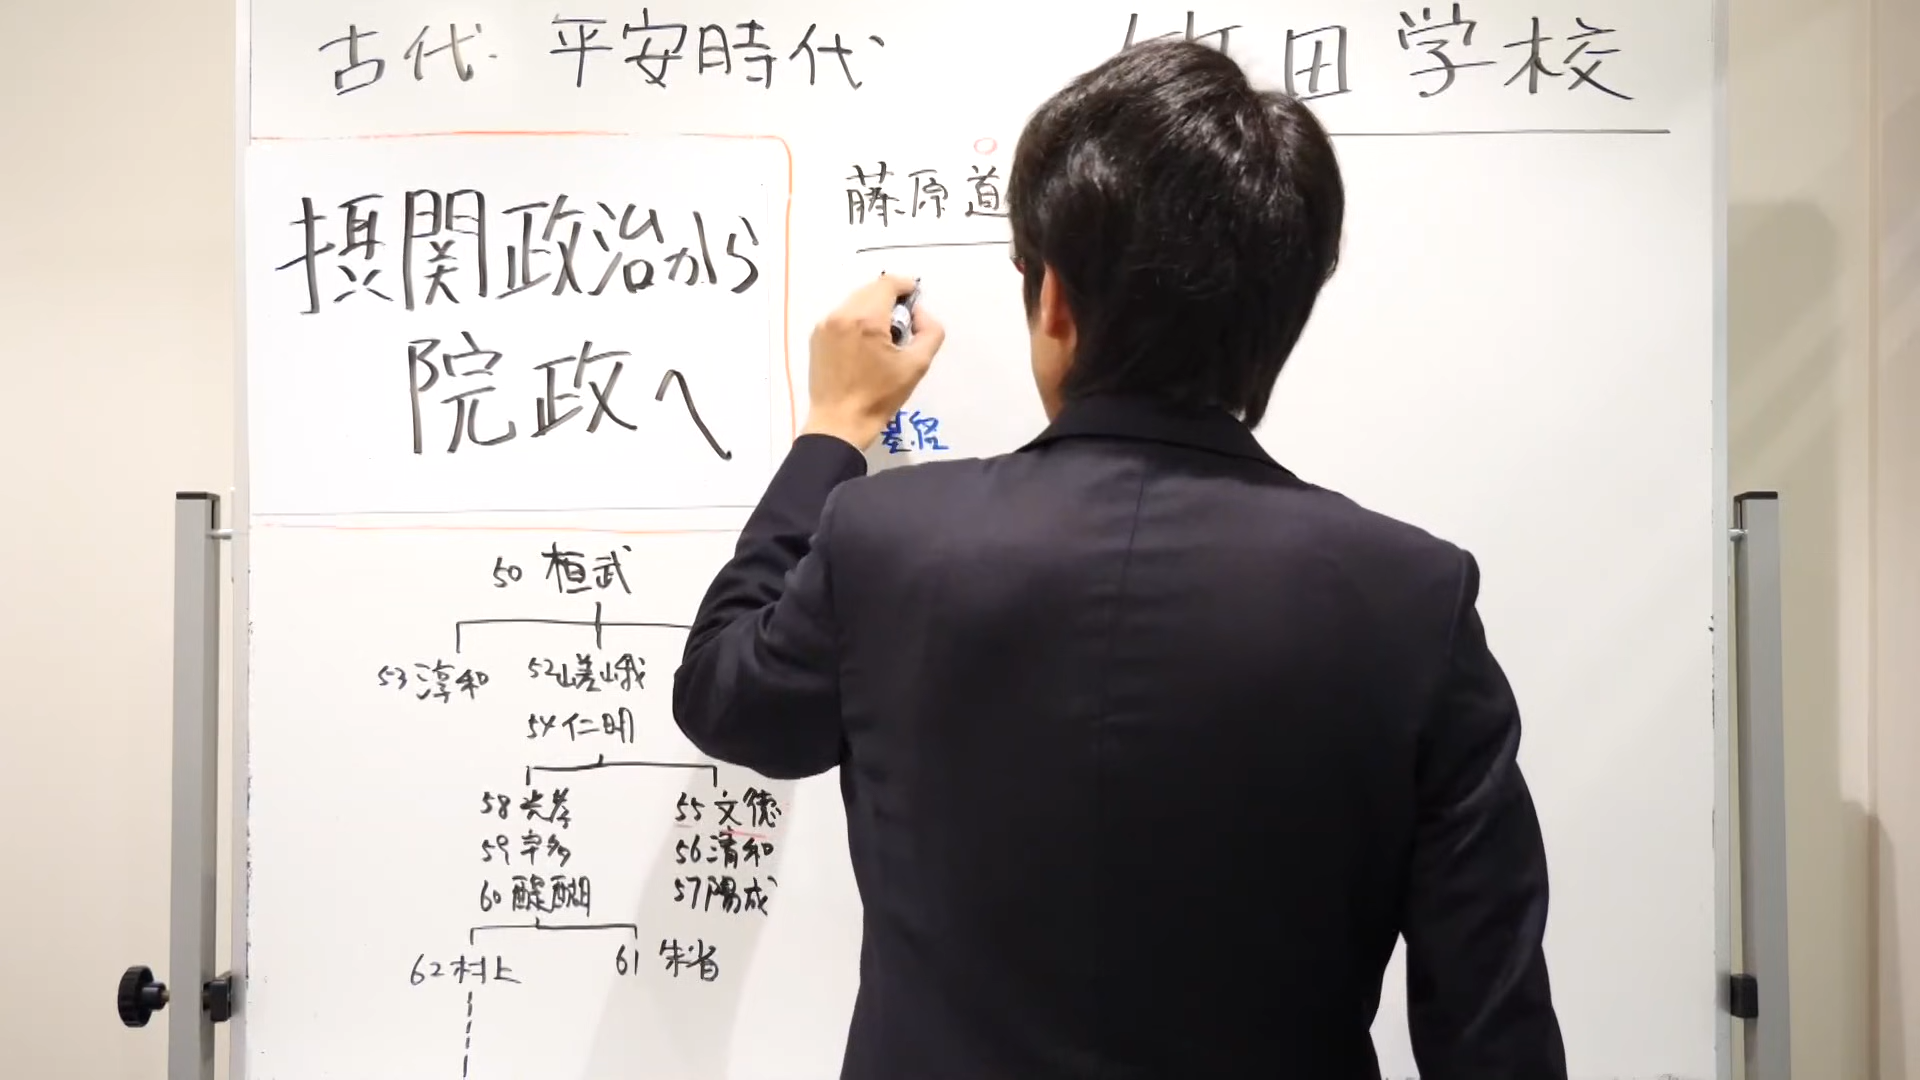 古代 平安時代
田学校
摂関政治から
院政へ
藤原道
基経
50 桓武
53 淳和 52 嵯峨
54 仁明
58 光孝 55 文徳
59 宇多 56 清和
60 醍醐 57 陽成
62 村上 61 朱雀